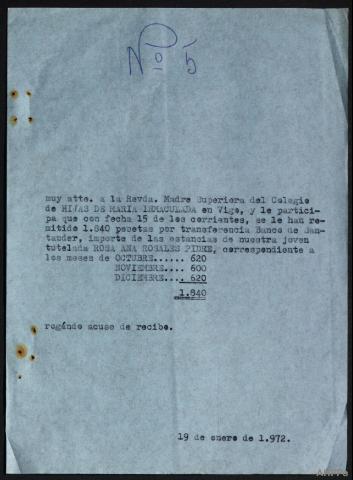 Nº 5
muy atte. a la Revda. Madre Superiora del Colegio
de HIJAS DE MARIA INMACULADA en Vigo, y le partici-
pa que con fecha 15 de los corrientes, se le han re-
mitido 1.840 pesetas por transferencia Banco de San-
tander, importe de las estancias de nuestra joven
tutelada ROSA ANA ROSALES PIDRE, correspondiente a
los meses de OCTUBRE...... 620
NOVIEMBRE.... 600
DICIEMBRE.... 620
1.840
rogándo acuse de recibo.
19 de enero de 1.972.